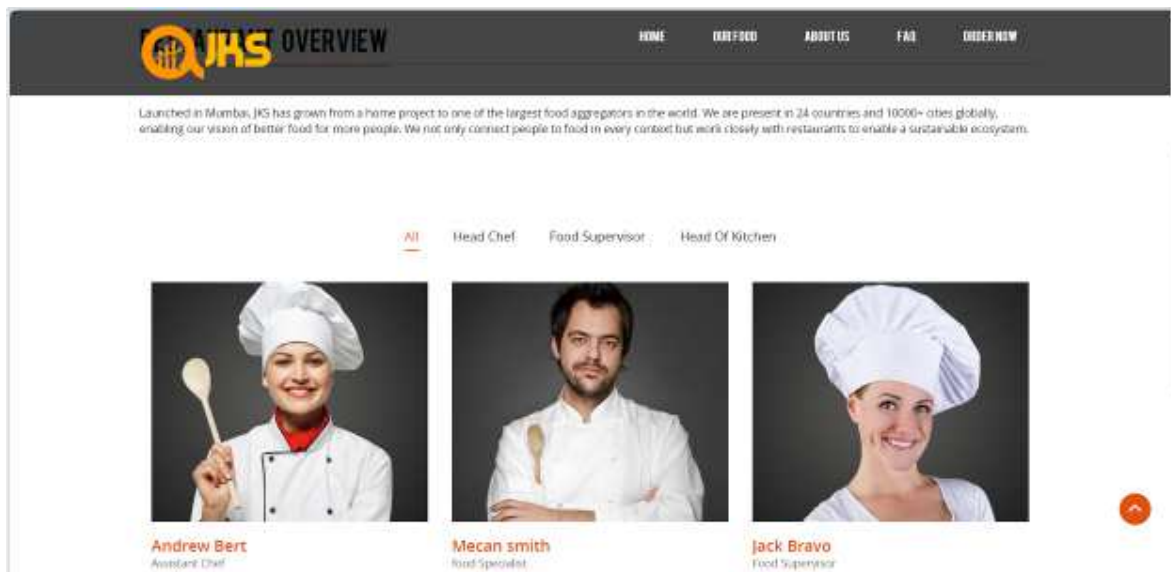 JKS
OVERVIEW
HOME OUR FOOD ABOUT US FAQ ORDER NOW
Launched in Mumbai, JKS has grown from a home project to one of the largest food aggregators in the world. We are present in 24 countries and 10000+ cities globally,
enabling our vision of better food for more people. We not only connect people to food in every context but work closely with restaurants to enable a sustainable ecosystem.
All Head Chef Food Supervisor Head Of Kitchen
Andrew Bert Mecan smith Jack Bravo
Assistant Chef Food Specialist Food Supervisor